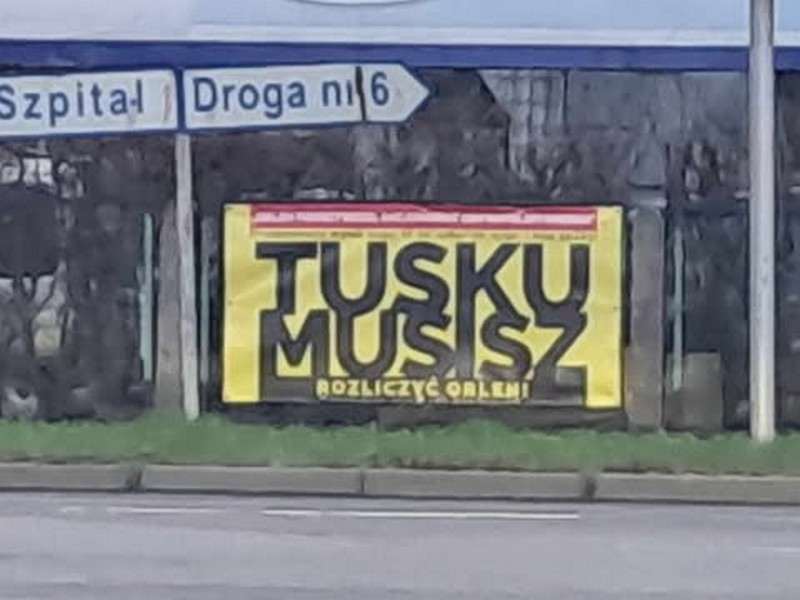 Szpital
Droga nr 6
TUSKU
MUSISZ
ROZLICZYĆ ORLEN!